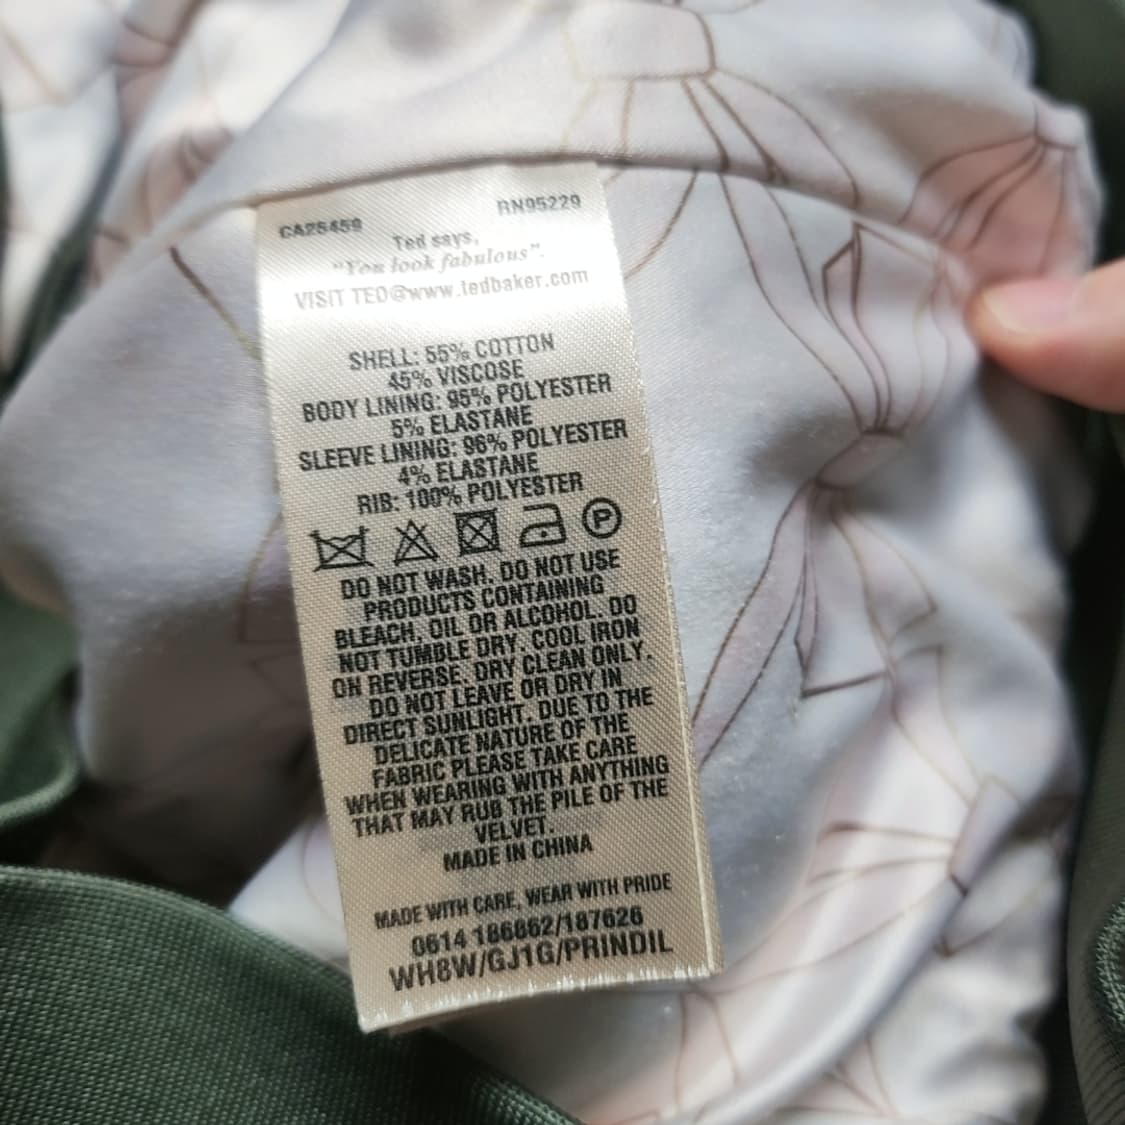 CA25459 RN95229
Ted says,
"You look fabulous".
VISIT TED@www.tedbaker.com
SHELL: 55% COTTON
45% VISCOSE
BODY LINING: 95% POLYESTER
5% ELASTANE
SLEEVE LINING: 96% POLYESTER
4% ELASTANE
RIB: 100% POLYESTER
P
DO NOT WASH. DO NOT USE
PRODUCTS CONTAINING
BLEACH, OIL OR ALCOHOL. DO
NOT TUMBLE DRY. COOL IRON
ON REVERSE. DRY CLEAN ONLY.
DO NOT LEAVE OR DRY IN
DIRECT SUNLIGHT. DUE TO THE
DELICATE NATURE OF THE
FABRIC PLEASE TAKE CARE
WHEN WEARING WITH ANYTHING
THAT MAY RUB THE PILE OF THE
VELVET.
MADE IN CHINA
MADE WITH CARE, WEAR WITH PRIDE
0614 186862/187626
WH8W/GJ1G/PRINDIL